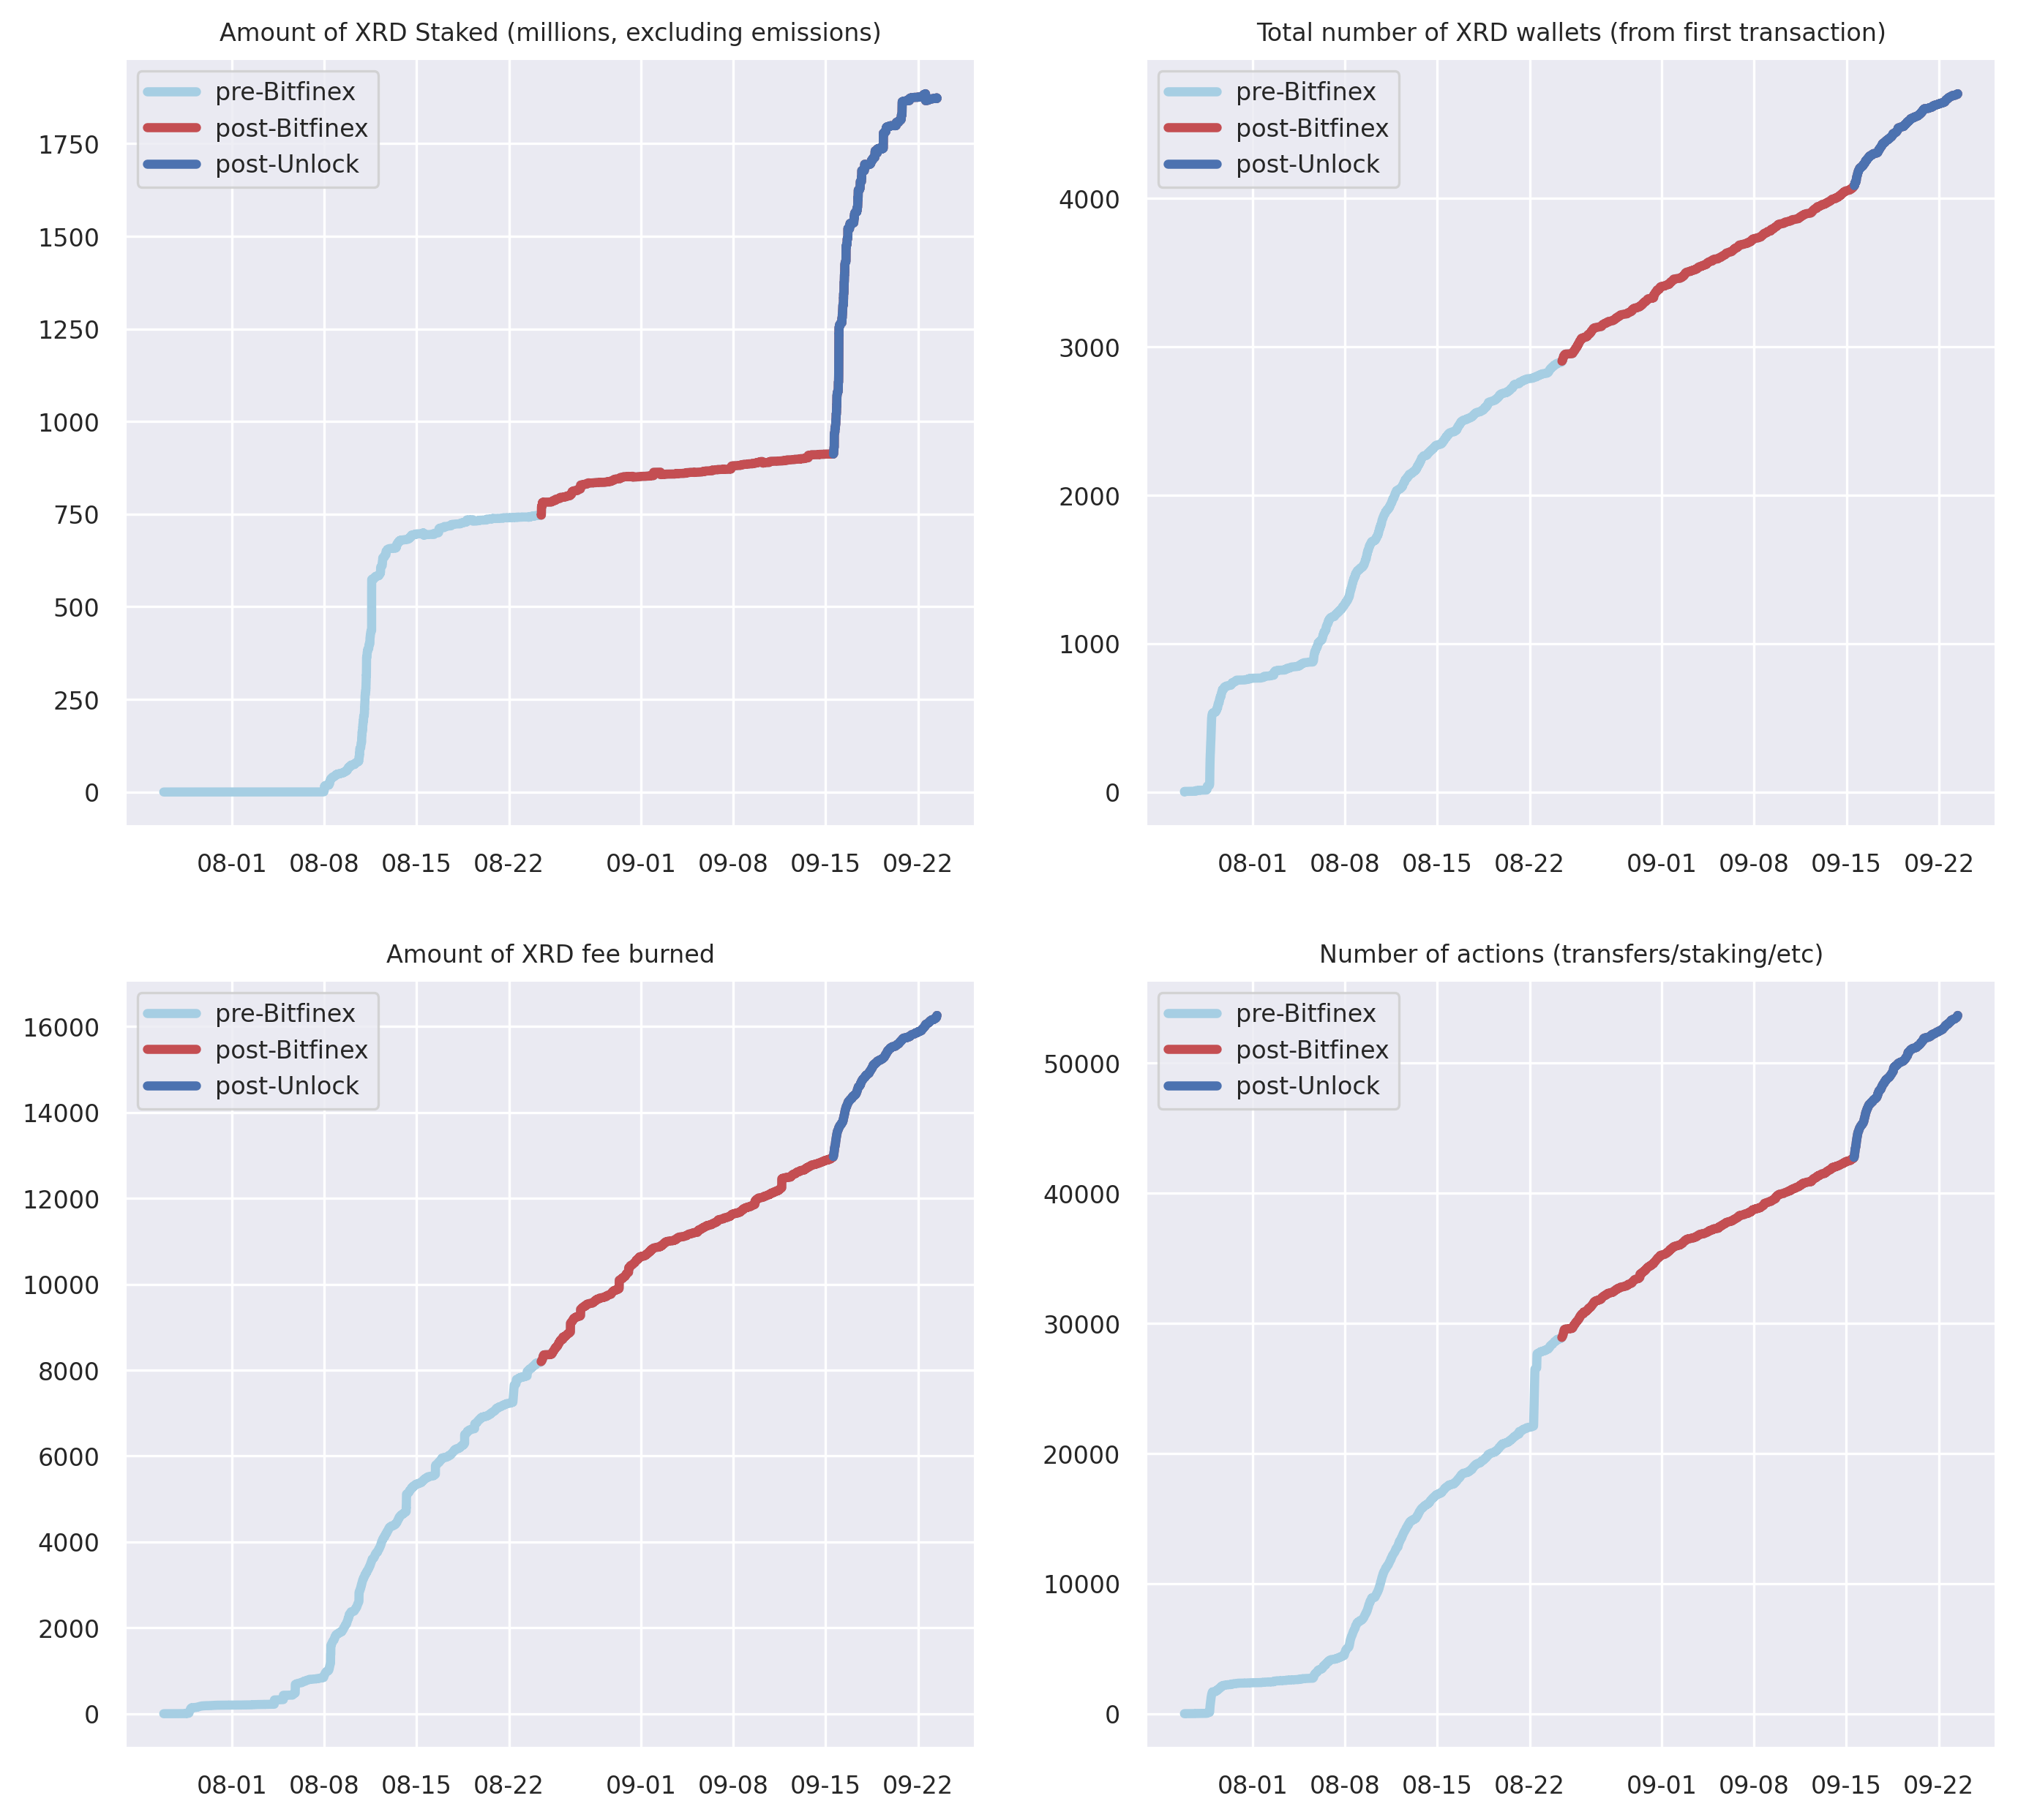 Amount of XRD Staked (millions, excluding emissions)
pre-Bitfinex
post-Bitfinex
post-Unlock
1750
1500
1250
1000
750
500
250
0
08-01 08-08 08-15 08-22 09-01 09-08 09-15 09-22
Total number of XRD wallets (from first transaction)
pre-Bitfinex
post-Bitfinex
post-Unlock
4000
3000
2000
1000
0
08-01 08-08 08-15 08-22 09-01 09-08 09-15 09-22
Amount of XRD fee burned
pre-Bitfinex
post-Bitfinex
post-Unlock
16000
14000
12000
10000
8000
6000
4000
2000
0
08-01 08-08 08-15 08-22 09-01 09-08 09-15 09-22
Number of actions (transfers/staking/etc)
pre-Bitfinex
post-Bitfinex
post-Unlock
50000
40000
30000
20000
10000
0
08-01 08-08 08-15 08-22 09-01 09-08 09-15 09-22